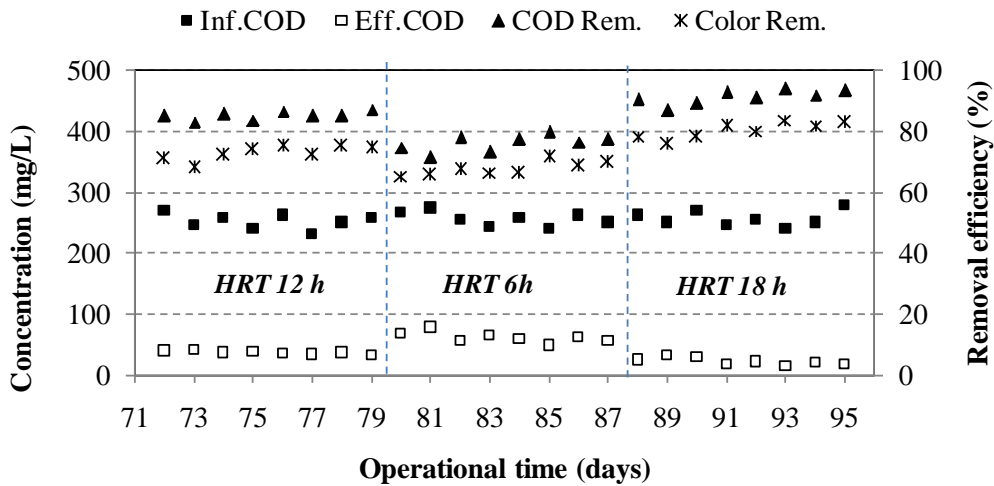 Inf.COD Eff.COD COD Rem. Color Rem.
500 100
400 80
300 60
200 40
100 20
0 0
HRT 12 h HRT 6h HRT 18 h
71 73 75 77 79 81 83 85 87 89 91 93 95
Operational time (days)
Concentration (mg/L)
Removal efficiency (%)